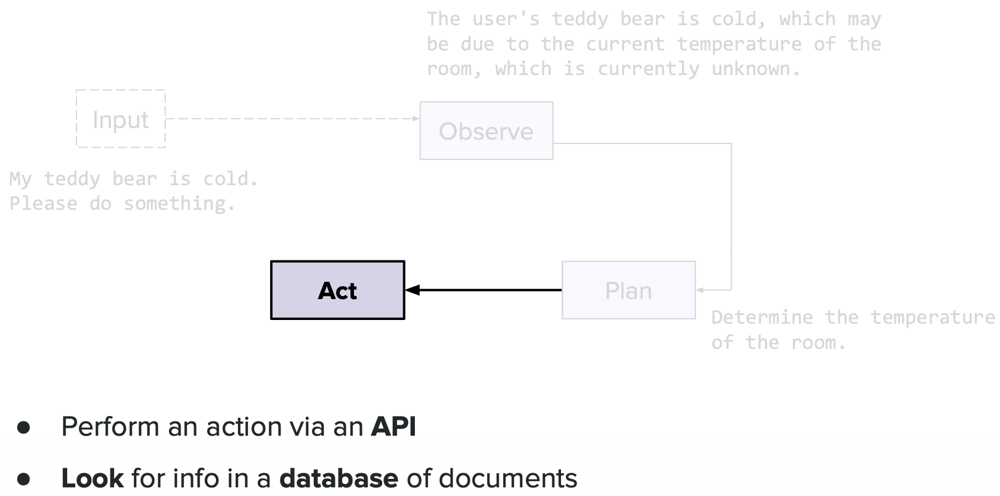 The user's teddy bear is cold, which may
be due to the current temperature of the
room, which is currently unknown.
Input
Observe
My teddy bear is cold.
Please do something.
Act
Plan
Determine the temperature
of the room.
● Perform an action via an API
● Look for info in a database of documents